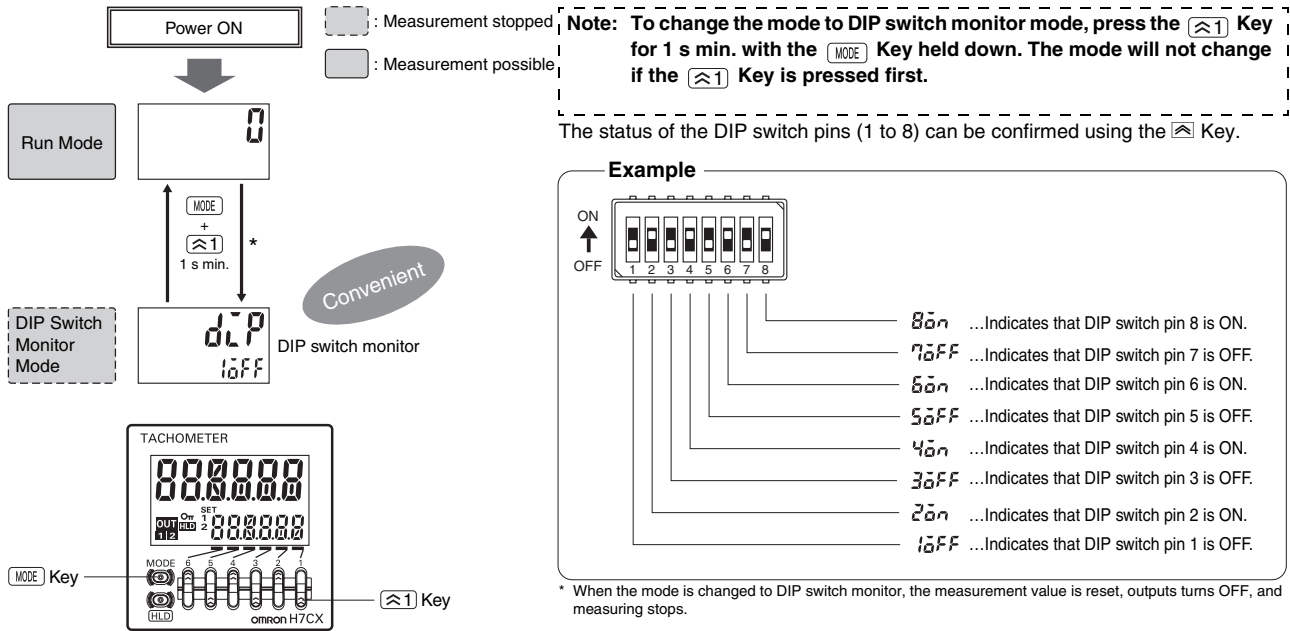 Power ON
: Measurement stopped
: Measurement possible
Run Mode
0
MODE
+
1
1 s min.
*
Convenient
DIP Switch
Monitor
Mode
diP
1oFF
DIP switch monitor
TACHOMETER
888888
OUT
1 2
HLD
SET
1
2
888888
MODE
6 5 4 3 2 1
HLD
OMRON H7CX
MODE Key
1 Key
Note: To change the mode to DIP switch monitor mode, press the 1 Key
for 1 s min. with the MODE Key held down. The mode will not change
if the 1 Key is pressed first.
The status of the DIP switch pins (1 to 8) can be confirmed using the Key.
Example
ON
OFF
1 2 3 4 5 6 7 8
8on ...Indicates that DIP switch pin 8 is ON.
7oFF ...Indicates that DIP switch pin 7 is OFF.
6on ...Indicates that DIP switch pin 6 is ON.
5oFF ...Indicates that DIP switch pin 5 is OFF.
4on ...Indicates that DIP switch pin 4 is ON.
3oFF ...Indicates that DIP switch pin 3 is OFF.
2on ...Indicates that DIP switch pin 2 is ON.
1oFF ...Indicates that DIP switch pin 1 is OFF.
* When the mode is changed to DIP switch monitor, the measurement value is reset, outputs turns OFF, and
measuring stops.